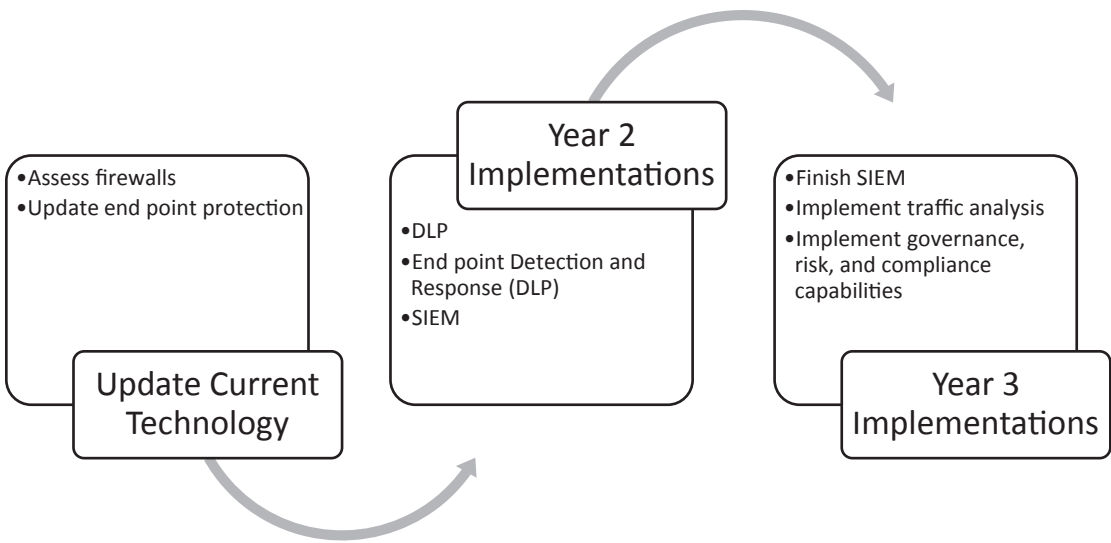 •Assess firewalls
•Update end point protection
Update Current
Technology
Year 2
Implementations
•DLP
•End point Detection and
Response (DLP)
•SIEM
•Finish SIEM
•Implement traffic analysis
•Implement governance,
risk, and compliance
capabilities
Year 3
Implementations